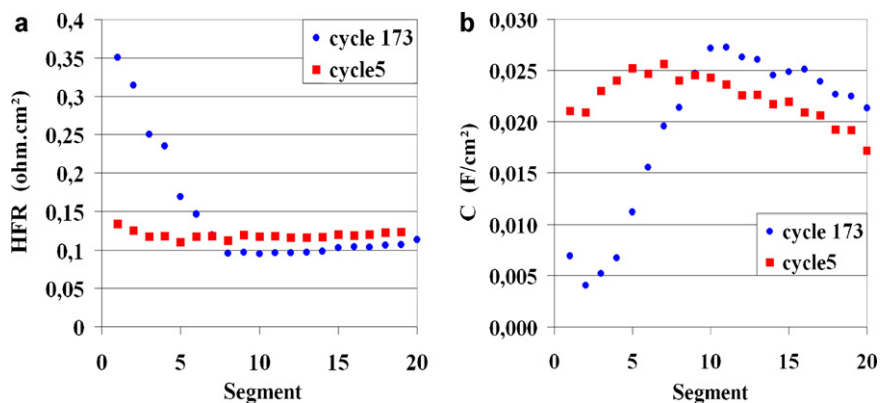 a
0,4
0,35
0,3
0,25
0,2
0,15
0,1
0,05
0
HFR (ohm.cm²)
0 5 10 15 20
Segment
cycle 173
cycle5
b
0,030
0,025
0,020
0,015
0,010
0,005
0,000
C (F/cm²)
0 5 10 15 20
Segment
cycle 173
cycle5